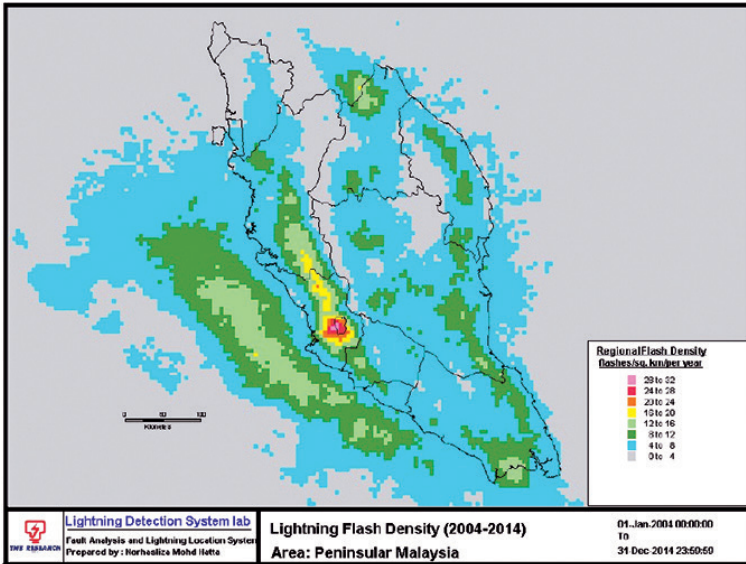 Regional Flash Density
flashes/sq. km/per year
28 to 32
24 to 28
20 to 24
16 to 20
12 to 16
8 to 12
4 to 8
0 to 4
Lightning Detection System lab
Fault Analysis and Lightning Location System
Prepared by : Norhasliza Mohd Hatta
TNB RESEARCH
Lightning Flash Density (2004-2014)
Area: Peninsular Malaysia
01-Jan-2004 00:00:00
To
31-Dec-2014 23:59:59